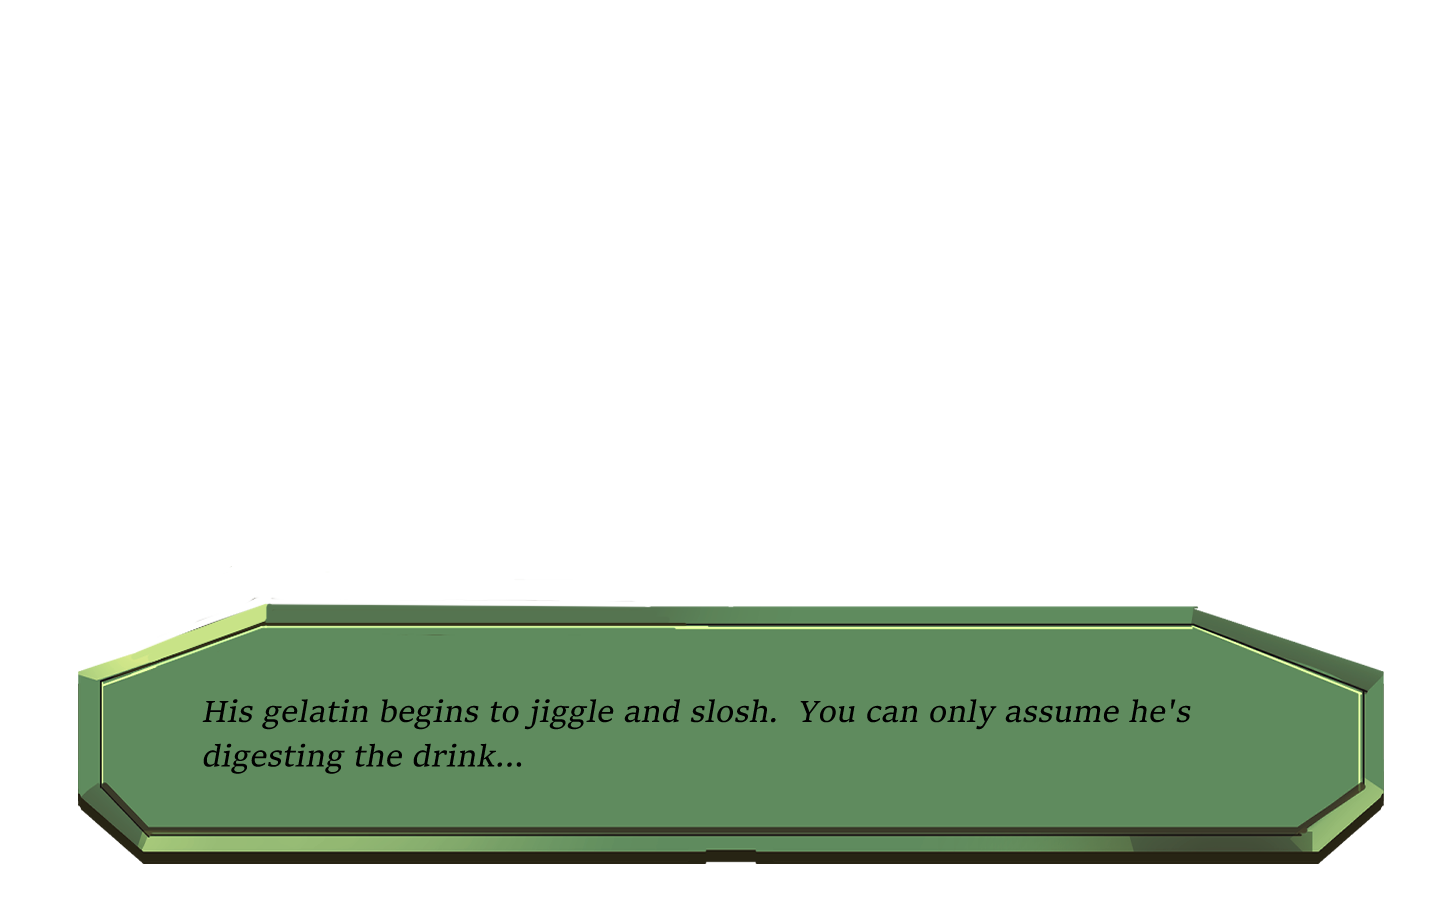 His gelatin begins to jiggle and slosh.  You can only assume he's
digesting the drink...